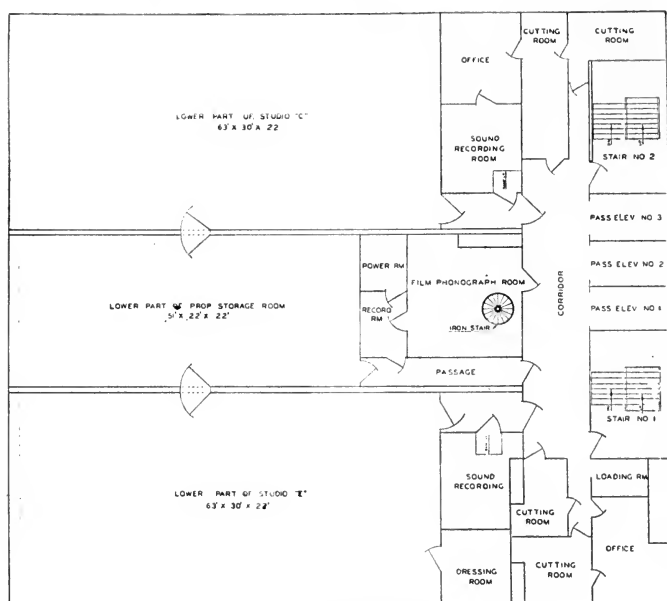 CUTTING
ROOM
CUTTING
ROOM
OFFICE
LOWER PART OF STUDIO "C"
63' X 30' X 22
SOUND
RECORDING
ROOM
STAIR NO 2
PASS ELEV NO 3
POWER RM
FILM PHONOGRAPH ROOM
PASS ELEV NO 2
CORRIDOR
LOWER PART OF PROP STORAGE ROOM
51' X 22' X 22'
RECORD
RM
IRON STAIR
PASS ELEV NO 1
PASSAGE
STAIR NO 1
SOUND
RECORDING
LOADING RM
LOWER PART OF STUDIO
63' X 30' X 22'
CUTTING
ROOM
OFFICE
DRESSING
ROOM
CUTTING
ROOM